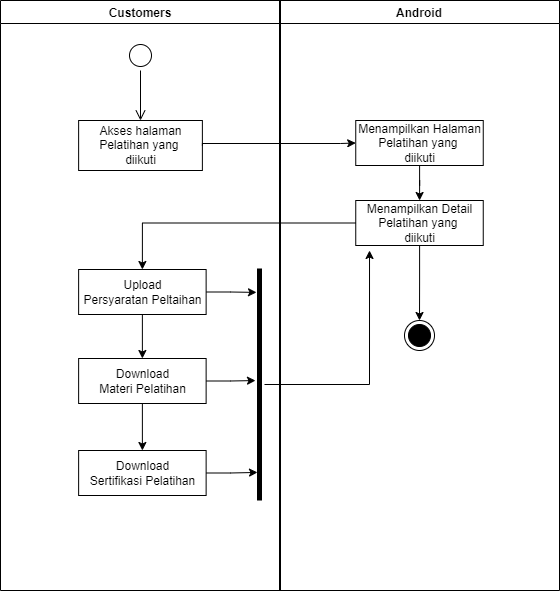 Customers
Android
Akses halaman
Pelatihan yang
diikuti
Menampilkan Halaman
Pelatihan yang
diikuti
Menampilkan Detail
Pelatihan yang
diikuti
Upload
Persyaratan Peltaihan
Download
Materi Pelatihan
Download
Sertifikasi Pelatihan